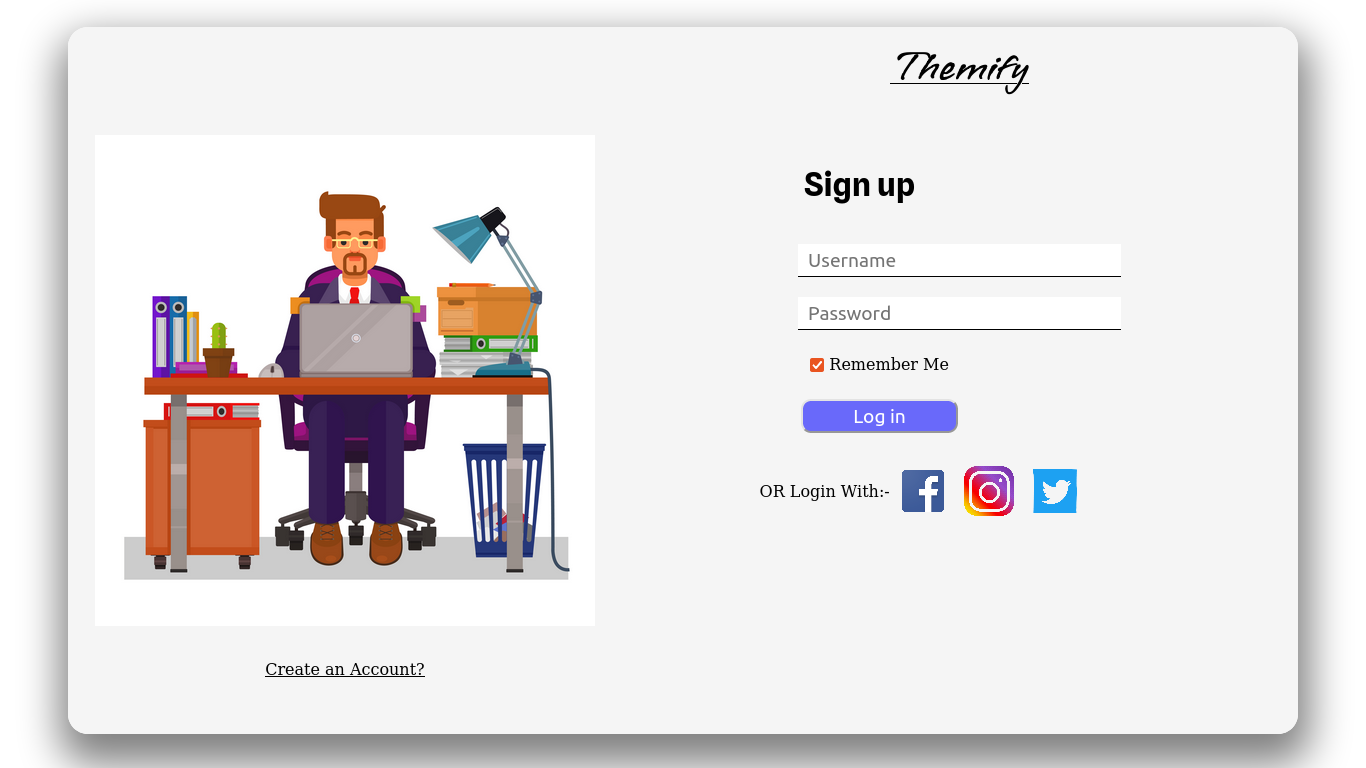 Themify
Sign up
Username
Password
Remember Me
Log in
OR Login With:-
Create an Account?